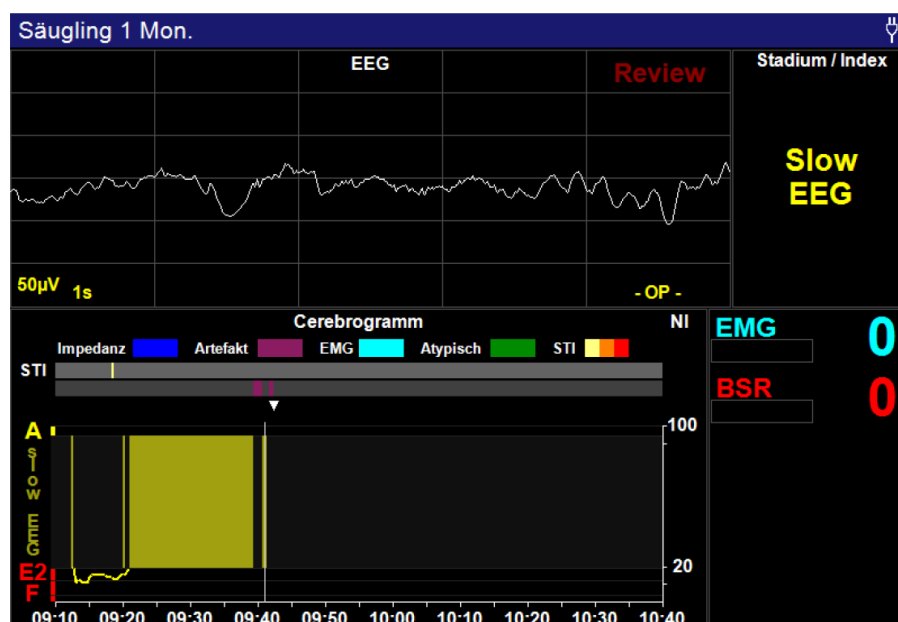 Säugling 1 Mon.
EEG
Review
Stadium / Index
Slow
EEG
50µV 1s
- OP -
Cerebrogramm
NI
Impedanz Artefakt EMG Atypisch STI
STI
A
Slow EEG
E2
F
100
20
09:10 09:20 09:30 09:40 09:50 10:00 10:10 10:20 10:30 10:40
EMG 0
BSR 0